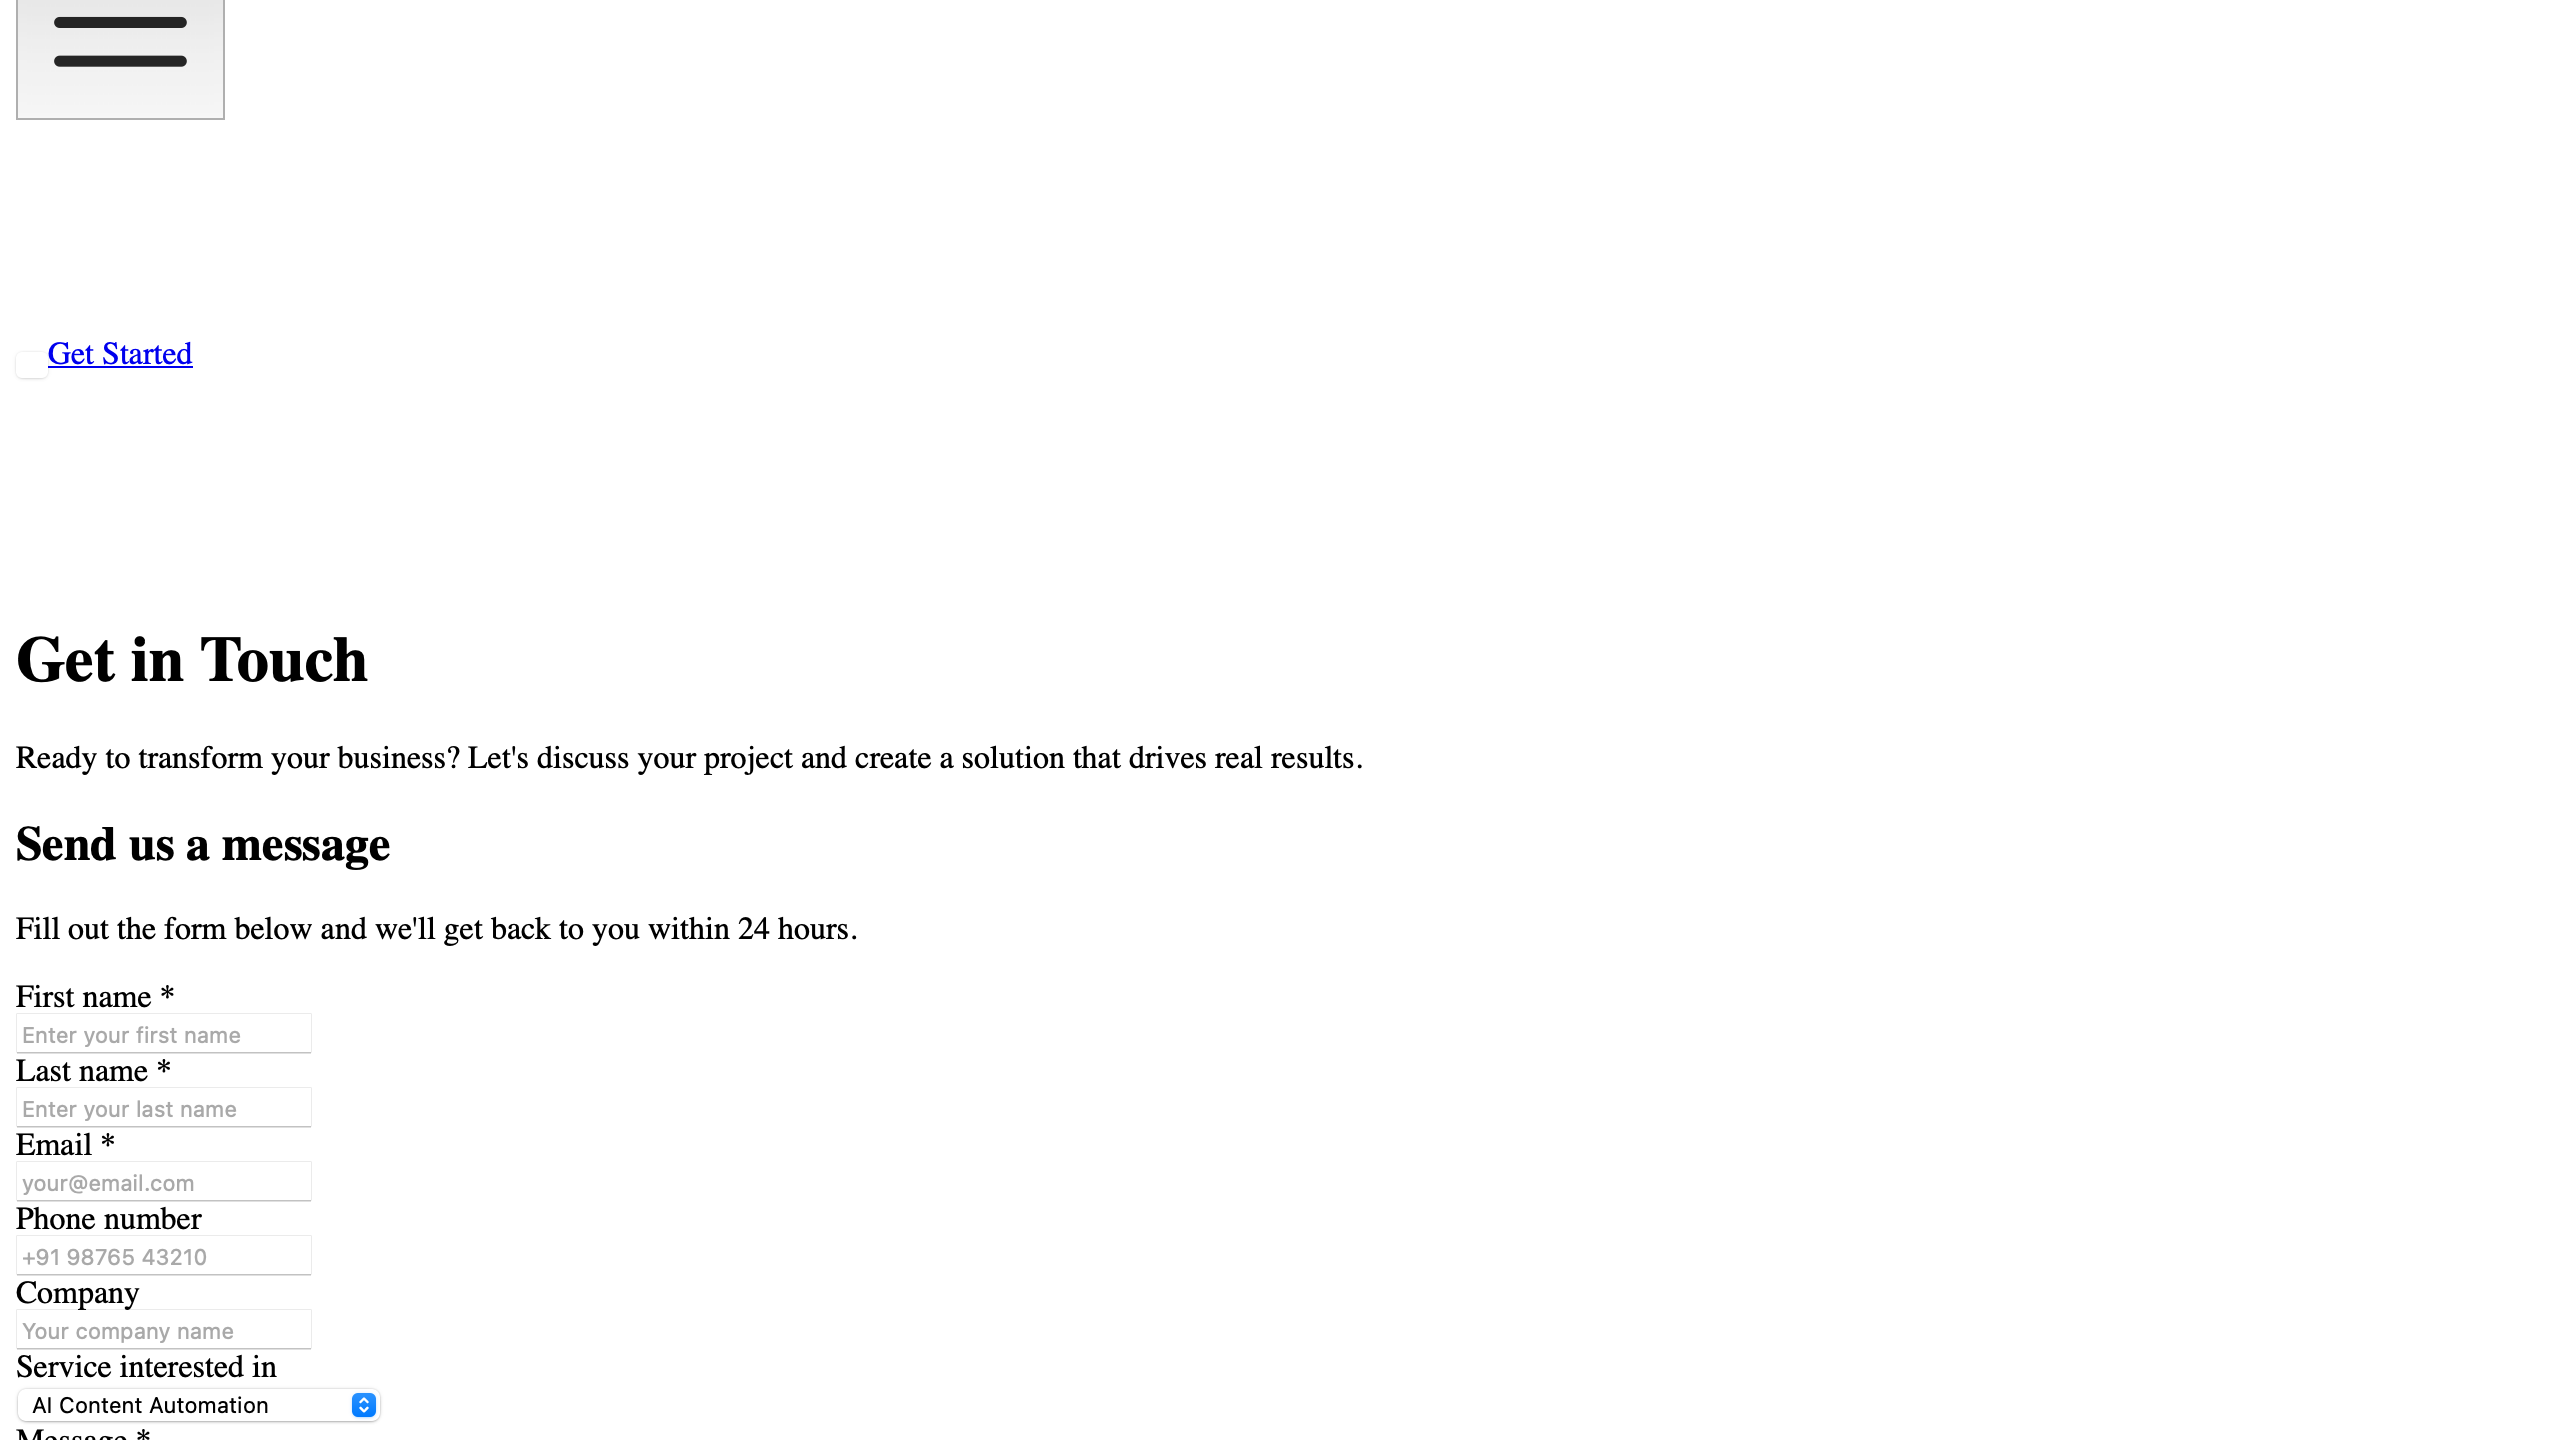 Get Started
Get in Touch
Ready to transform your business? Let's discuss your project and create a solution that drives real results.
Send us a message
Fill out the form below and we'll get back to you within 24 hours.
First name *
Enter your first name
Last name *
Enter your last name
Email *
your@email.com
Phone number
+91 98765 43210
Company
Your company name
Service interested in
AI Content Automation
Message *